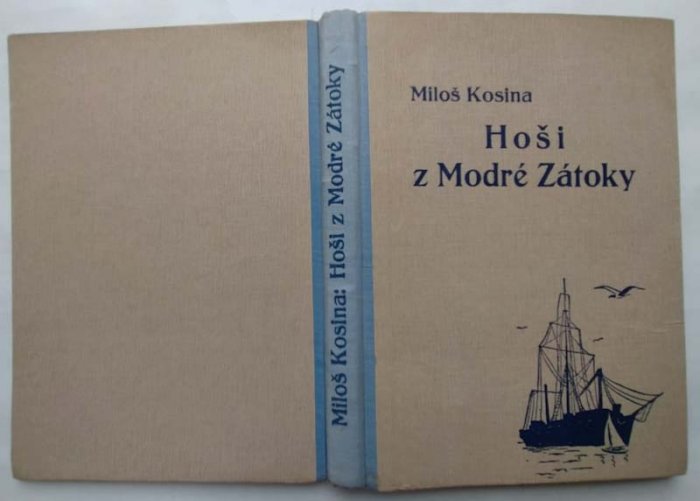 Miloš Kosina: Hoši z Modré Zátoky
Miloš Kosina
Hoši
z Modré Zátoky